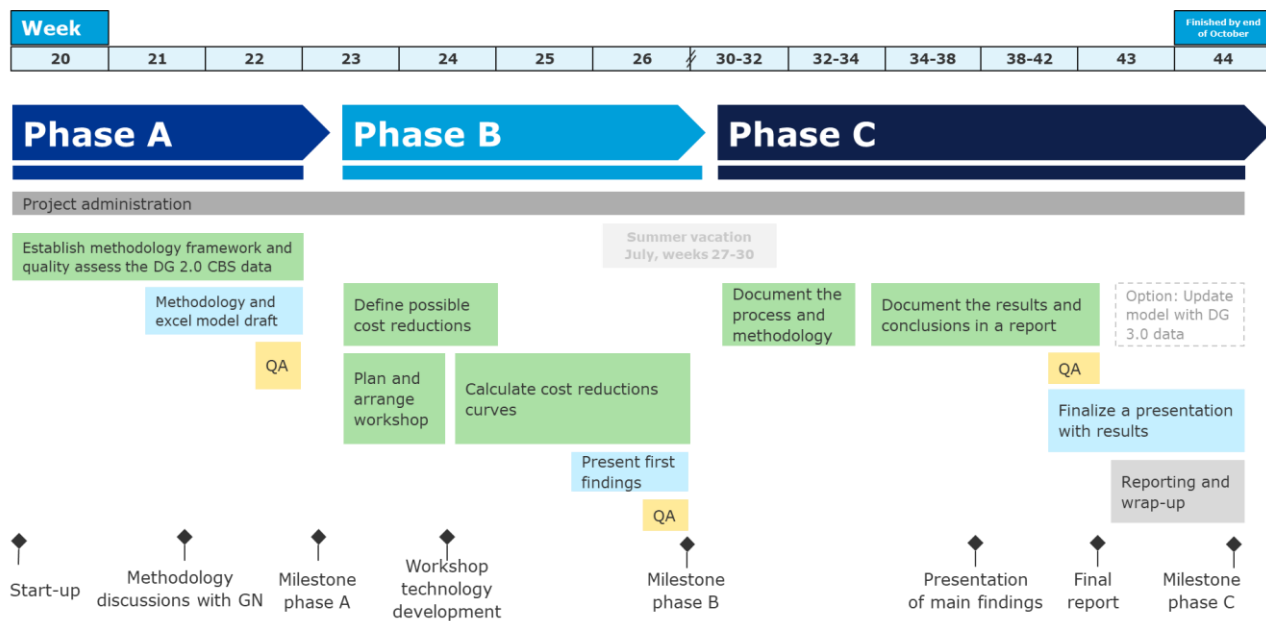 Week
Finished by end
of October
20 21 22 23 24 25 26 30-32 32-34 34-38 38-42 43 44
Phase A Phase B Phase C
Project administration
Establish methodology framework and
quality assess the DG 2.0 CBS data
Summer vacation
July, weeks 27-30
Methodology and
excel model draft
Define possible
cost reductions
Document the
process and
methodology
Document the results and
conclusions in a report
Option: Update
model with DG
3.0 data
QA
Plan and
arrange
workshop
Calculate cost reductions
curves
QA
Finalize a presentation
with results
Present first
findings
Reporting and
wrap-up
QA
Start-up
Methodology
discussions with GN
Milestone
phase A
Workshop
technology
development
Milestone
phase B
Presentation
of main findings
Final
report
Milestone
phase C